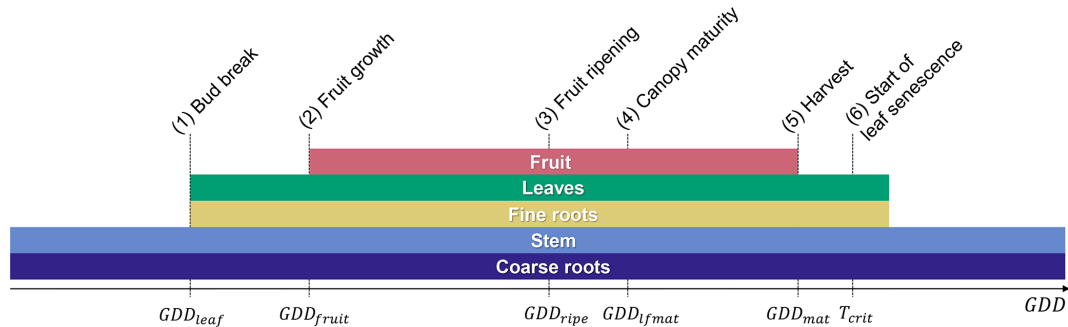 (1) Bud break
(2) Fruit growth
(3) Fruit ripening
(4) Canopy maturity
(5) Harvest
(6) Start of
leaf senescence
Fruit
Leaves
Fine roots
Stem
Coarse roots
GDD_leaf
GDD_fruit
GDD_ripe
GDD_lfmat
GDD_mat
T_crit
GDD